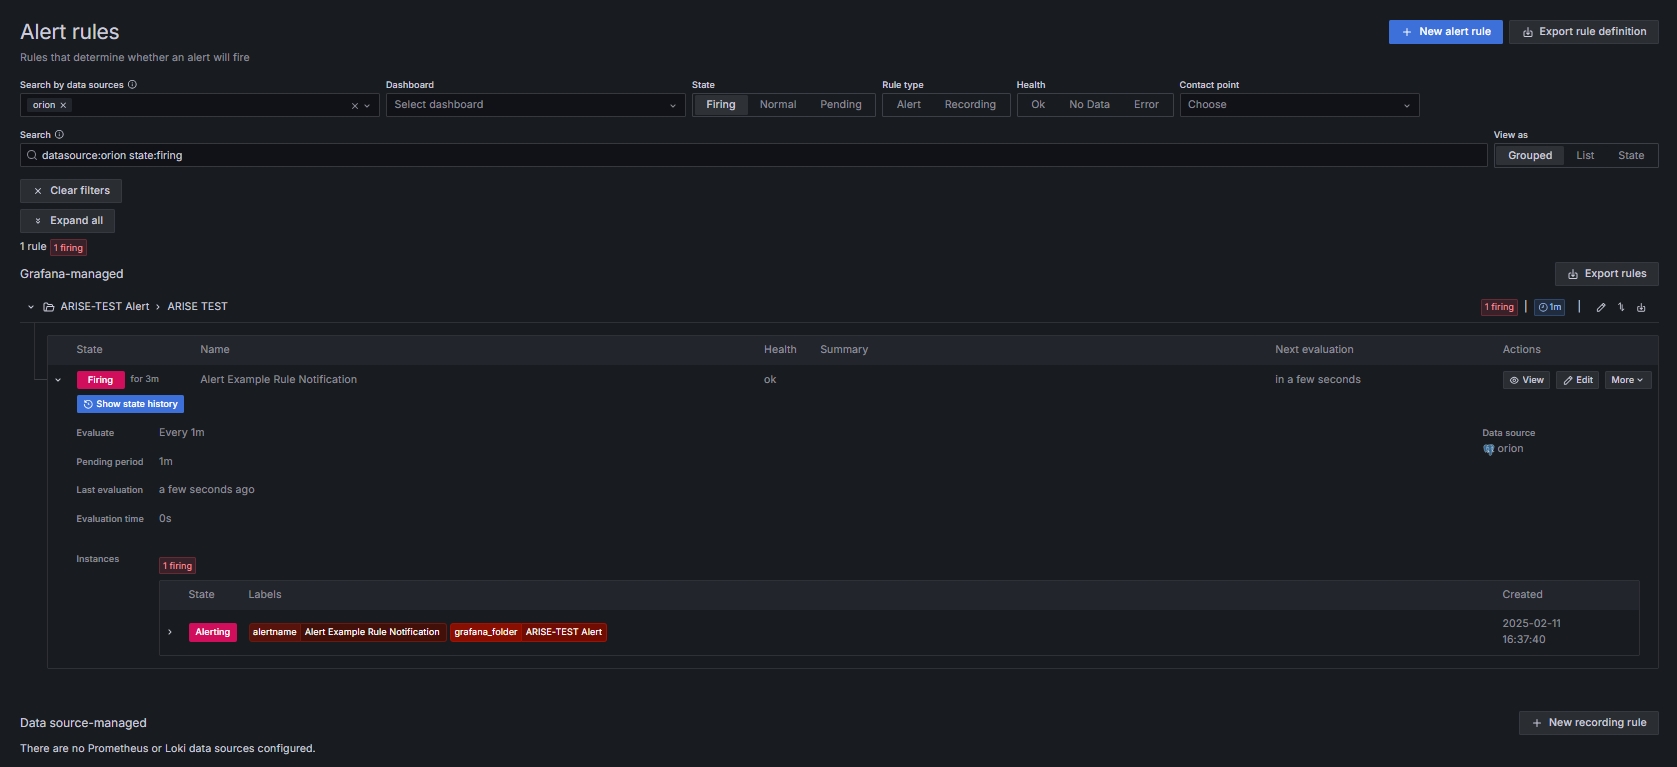 Alert rules
New alert rule
Export rule definition
Rules that determine whether an alert will fire
Search by data sources
Dashboard
State
Rule type
Health
Contact point
orion
Select dashboard
Firing Normal Pending
Alert Recording
Ok No Data Error
Choose
Search
View as
datasource:orion state:firing
Grouped List State
Clear filters
Expand all
1 rule 1 firing
Grafana-managed
Export rules
ARISE-TEST Alert › ARISE TEST
1 firing | 1m |
State Name Health Summary Next evaluation Actions
Firing for 3m Alert Example Rule Notification ok in a few seconds View Edit More
Show state history
Evaluate Every 1m
Data source
orion
Pending period 1m
Last evaluation a few seconds ago
Evaluation time 0s
Instances 1 firing
State Labels Created
Alerting alertname Alert Example Rule Notification grafana_folder ARISE-TEST Alert 2025-02-11
16:37:40
Data source-managed
New recording rule
There are no Prometheus or Loki data sources configured.